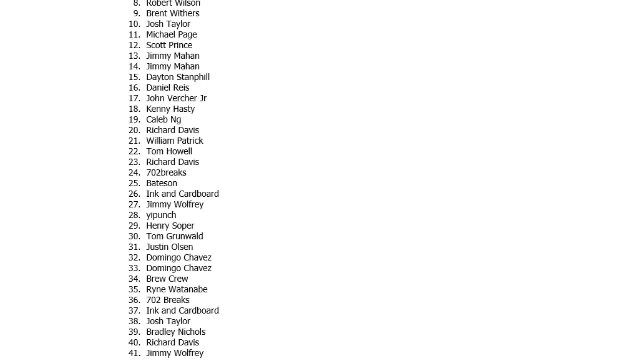 8. Robert Wilson
9. Brent Withers
10. Josh Taylor
11. Michael Page
12. Scott Prince
13. Jimmy Mahan
14. Jimmy Mahan
15. Dayton Stanphill
16. Daniel Reis
17. John Vercher Jr
18. Kenny Hasty
19. Caleb Ng
20. Richard Davis
21. William Patrick
22. Tom Howell
23. Richard Davis
24. 702breaks
25. Bateson
26. Ink and Cardboard
27. Jimmy Wolfrey
28. yipunch
29. Henry Soper
30. Tom Grunwald
31. Justin Olsen
32. Domingo Chavez
33. Domingo Chavez
34. Brew Crew
35. Ryne Watanabe
36. 702 Breaks
37. Ink and Cardboard
38. Josh Taylor
39. Bradley Nichols
40. Richard Davis
41. Jimmy Wolfrey